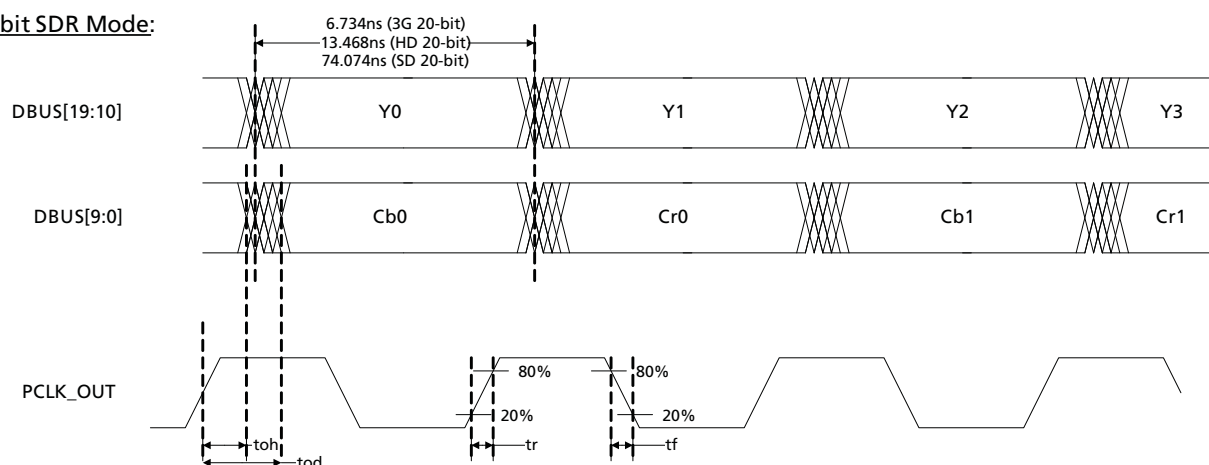 bit SDR Mode:
6.734ns (3G 20-bit)
13.468ns (HD 20-bit)
74.074ns (SD 20-bit)
DBUS[19:10]
Y0
Y1
Y2
Y3
DBUS[9:0]
Cb0
Cr0
Cb1
Cr1
PCLK_OUT
80%
80%
20%
20%
toh
tr
tf
tod